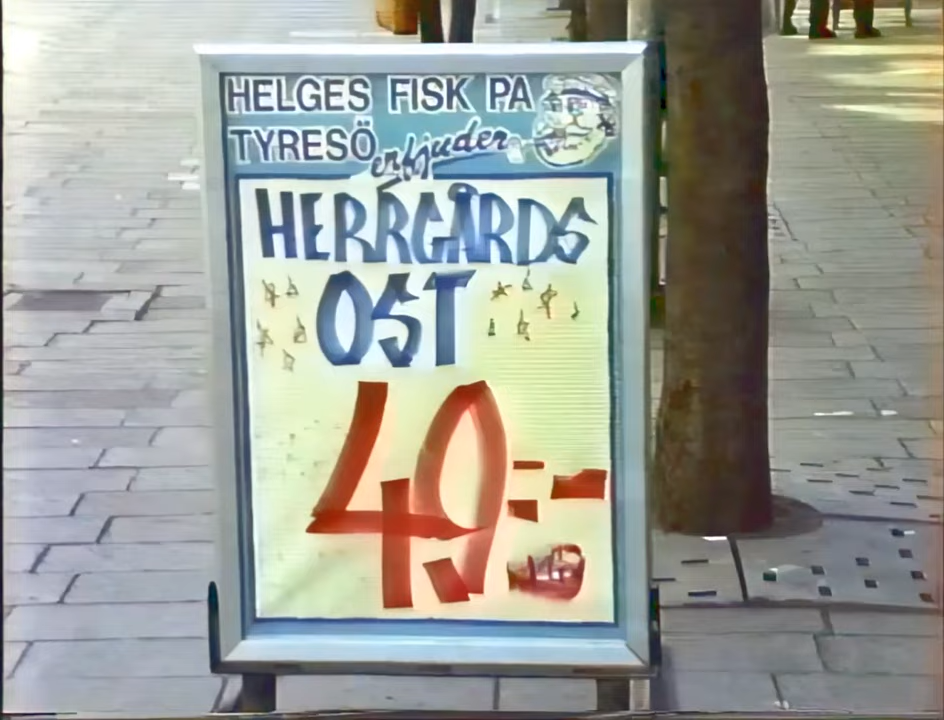 HELGES FISK PA
TYRESÖ erbjuder
HERRGÅRDS
OST
49:-